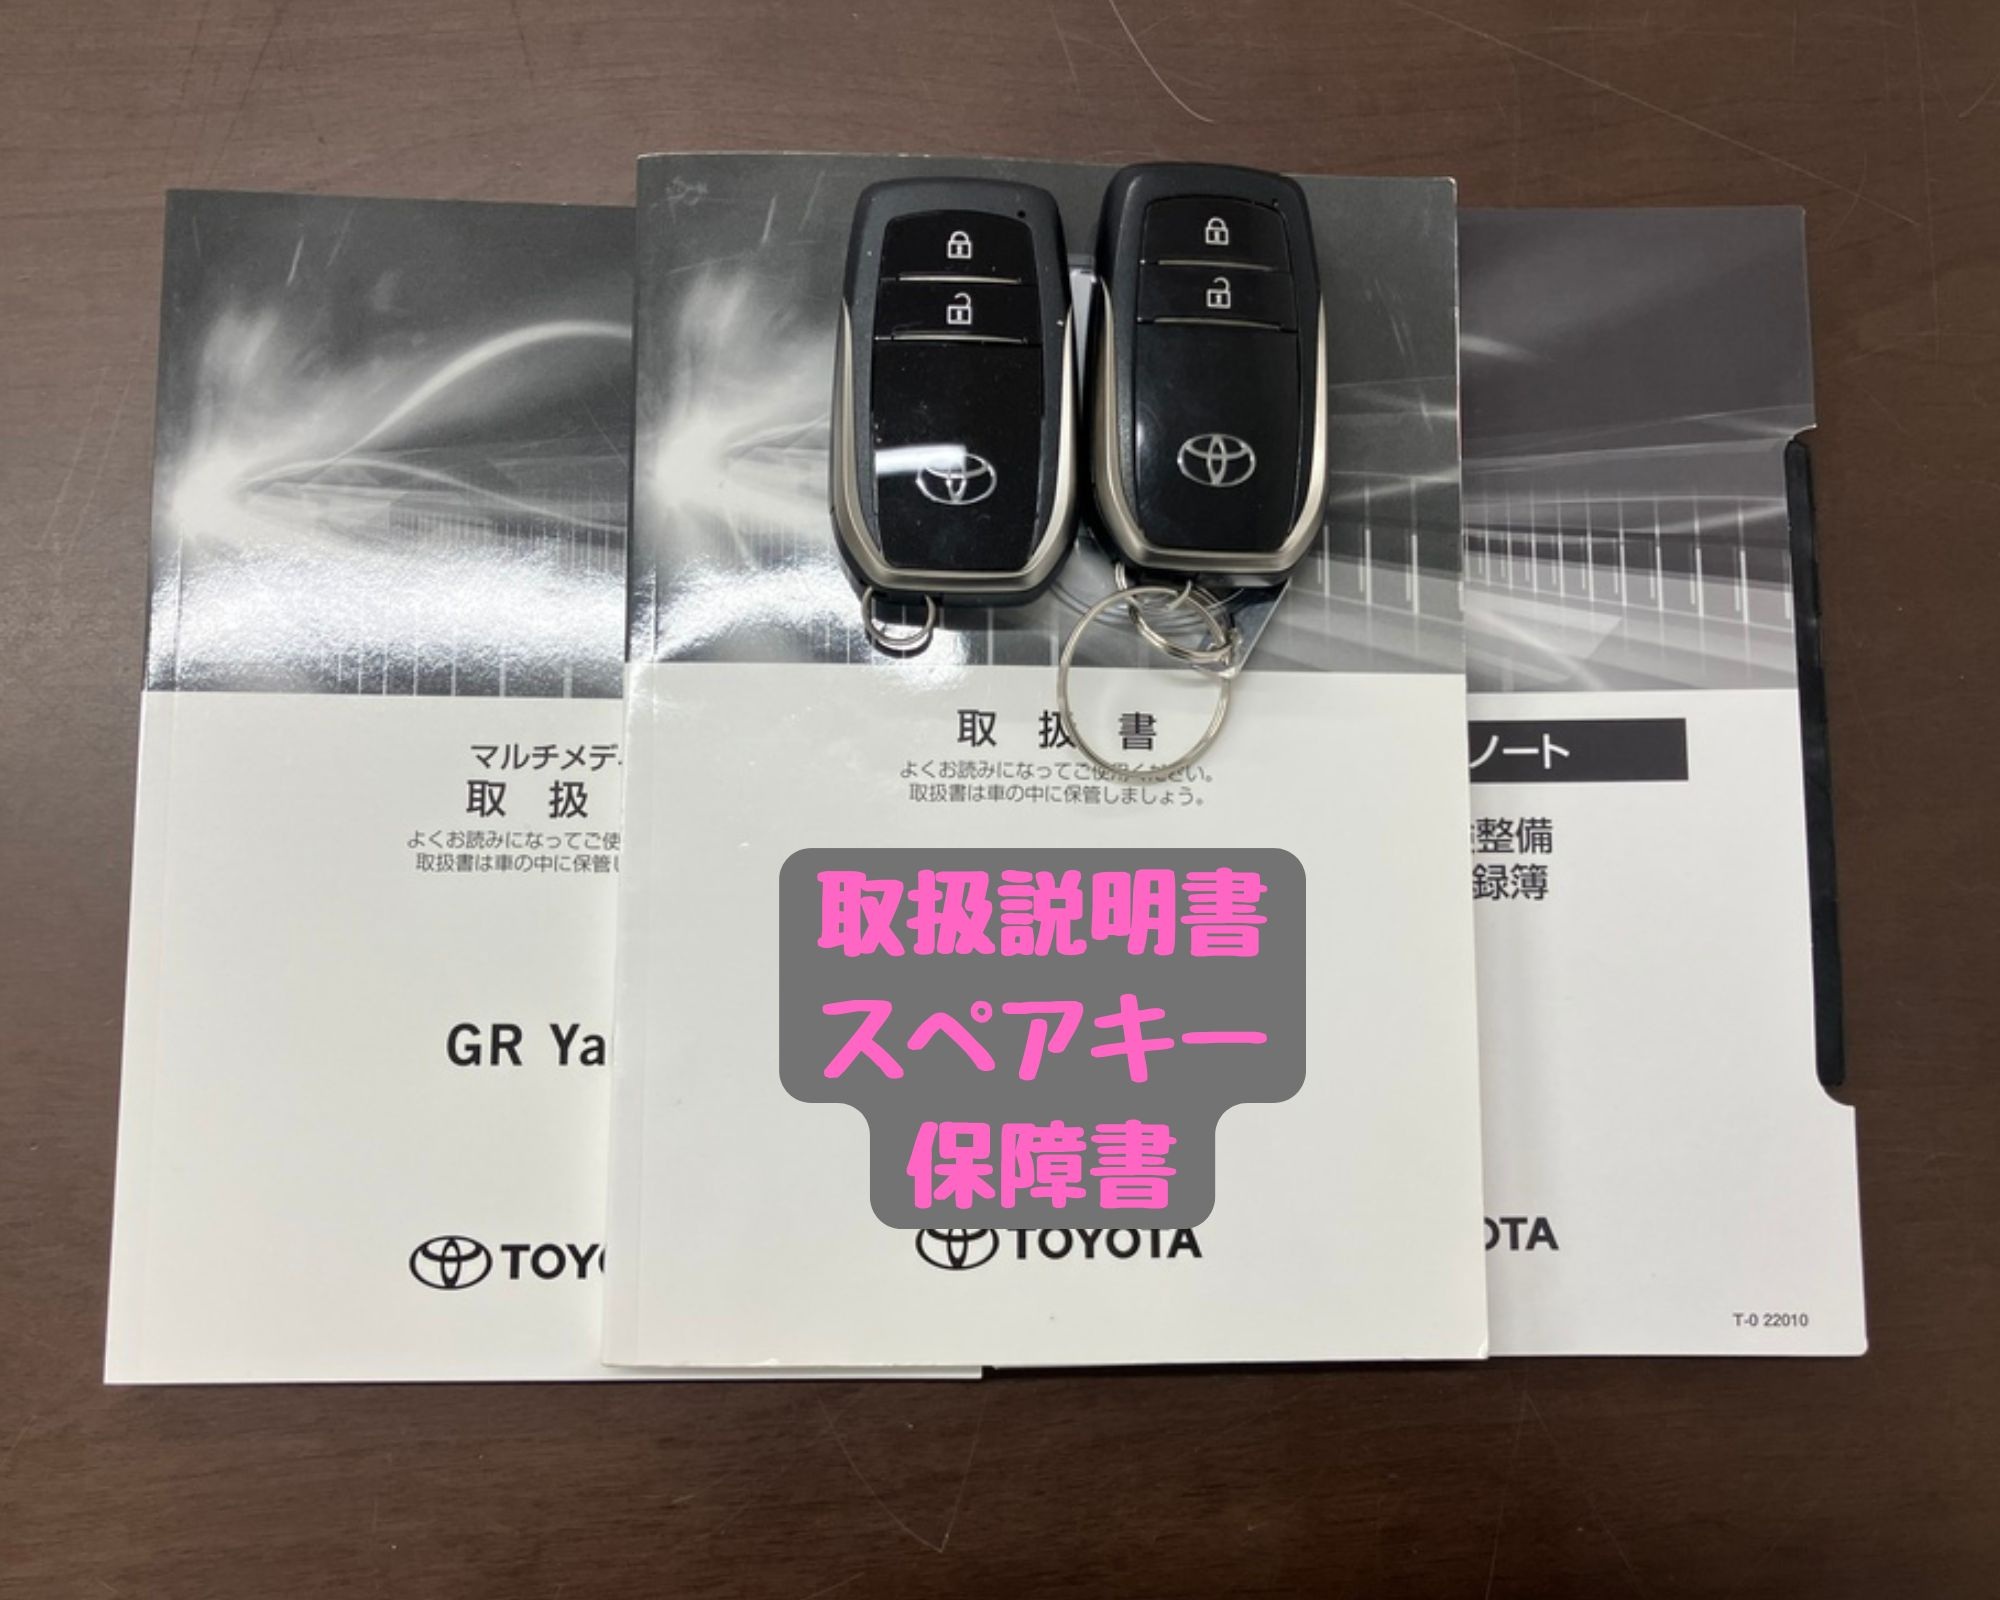 マルチメデ
取 扱
よくお読みになってご使
取扱書は車の中に保管し
GR Ya
TOYO
取 扱 書
よくお読みになってご使用ください。
取扱書は車の中に保管しましょう。
取扱説明書
スペアキー
保障書
TOYOTA
ノート
整備
録簿
OTA
T-0 22010